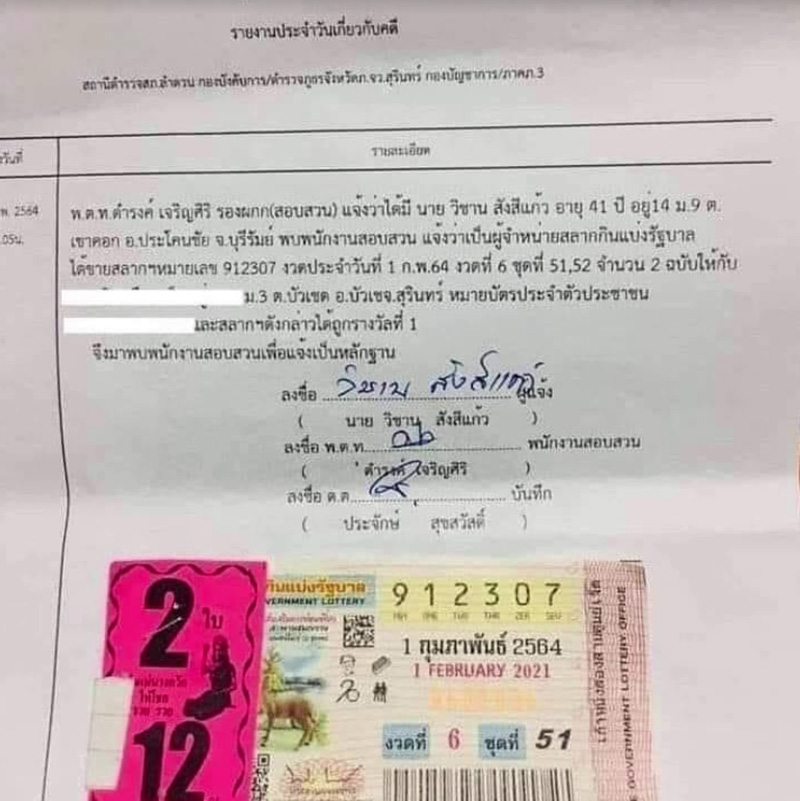 รายงานประจำวันเกี่ยวกับคดี
สถานีตำรวจสภ.ลำดวน กองบังคับการ/ตำรวจภูธรจังหวัดภ.จว.สุรินทร์ กองบัญชาการ/ภาคภ.3
วันที่
รายละเอียด
พ. 2564
.05น.
พ.ต.ท.ดำรงค์ เจริญศิริ รองผกก(สอบสวน) แจ้งว่าได้มี นาย วิชาน สังสีแก้ว อายุ 41 ปี อยู่14 ม.9 ต.
เขาคอก อ.ประโคนชัย จ.บุรีรัมย์ พบพนักงานสอบสวน แจ้งว่าเป็นผู้จำหน่ายสลากกินแบ่งรัฐบาล
ได้ขายสลากฯหมายเลข 912307 งวดประจำวันที่ 1 ก.พ.64 งวดที่ 6 ชุดที่ 51,52 จำนวน 2 ฉบับให้กับ
ม.3 ต.บัวเชด อ.บัวเชจ.สุรินทร์ หมายบัตรประจำตัวประชาชน
และสลากฯดังกล่าวได้ถูกรางวัลที่ 1
จึงมาพบพนักงานสอบสวนเพื่อแจ้งเป็นหลักฐาน
ลงชื่อ วิชาน สังสีแก้ว ผู้แจ้ง
( นาย วิชาน สังสีแก้ว )
ลงชื่อ พ.ต.ท. พนักงานสอบสวน
( ดำรงค์ เจริญศิริ )
ลงชื่อ ด.ต. บันทึก
( ประจักษ์ สุขสวัสดิ์ )
2 ใบ
12
กินแบ่งรัฐบาล
VERNMENT LOTTERY
912307
1 กุมภาพันธ์ 2564
1 FEBRUARY 2021
งวดที่ 6 ชุดที่ 51
GOVERNMENT LOTTERY OFFICE